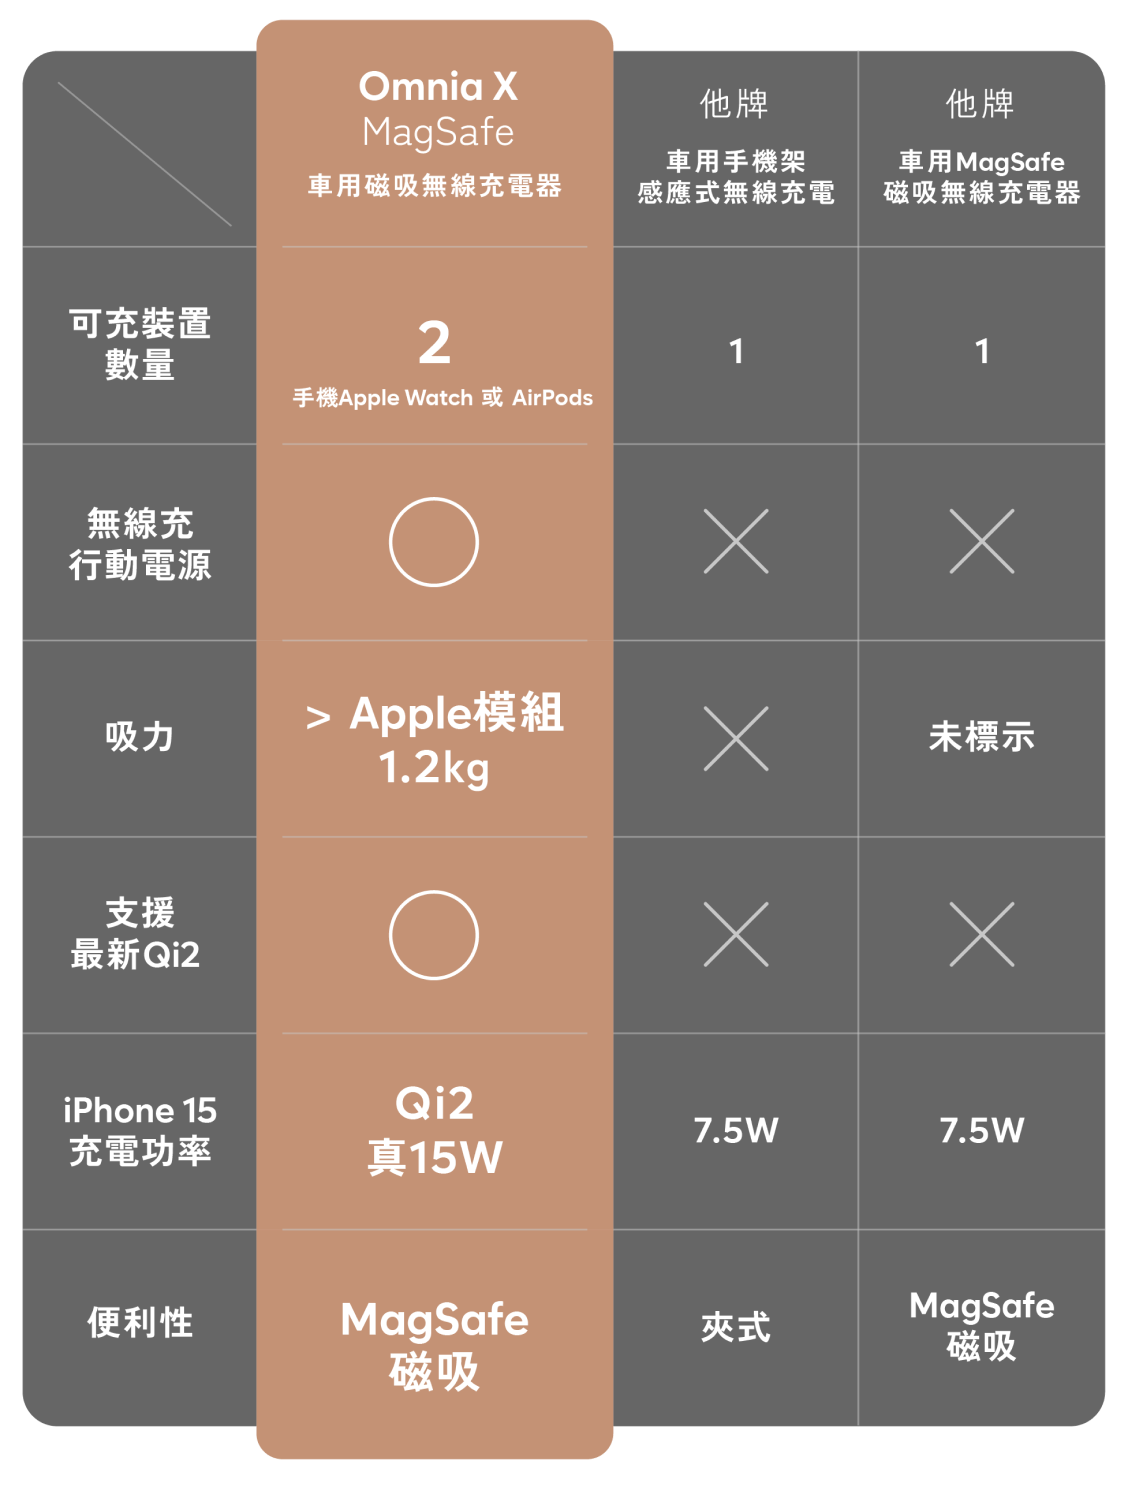 Omnia X
MagSafe
車用磁吸無線充電器
他牌
車用手機架
感應式無線充電
他牌
車用MagSafe
磁吸無線充電器
可充裝置
數量
2
手機Apple Watch 或 AirPods
1
1
無線充
行動電源
吸力
> Apple模組
1.2kg
未標示
支援
最新Qi2
iPhone 15
充電功率
Qi2
真15W
7.5W
7.5W
便利性
MagSafe
磁吸
夾式
MagSafe
磁吸